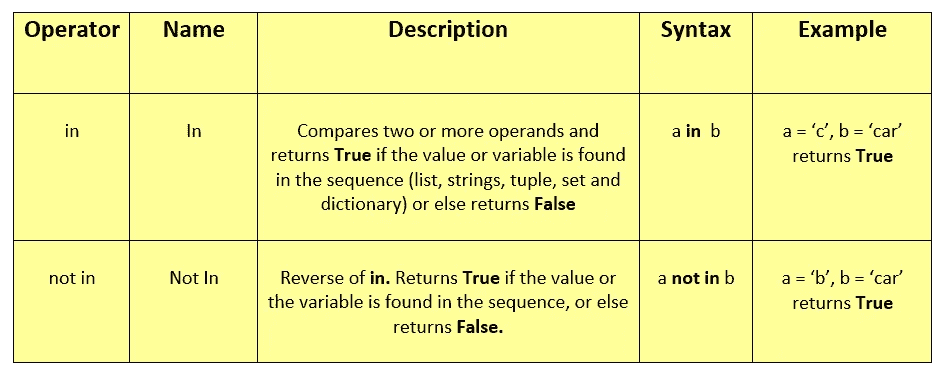 Operator Name Description Syntax Example
in In Compares two or more operands and a in b a = ‘c’, b = ‘car’
returns True if the value or variable is found returns True
in the sequence (list, strings, tuple, set and
dictionary) or else returns False
not in Not In Reverse of in. Returns True if the value or a not in b a = ‘b’, b = ‘car’
the variable is found in the sequence, or else returns True
returns False.